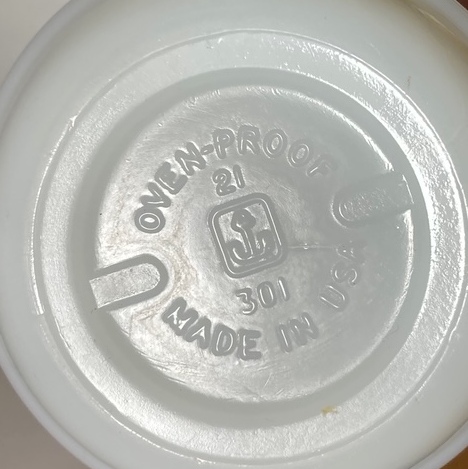 OVEN-PROOF
21
301
MADE IN USA